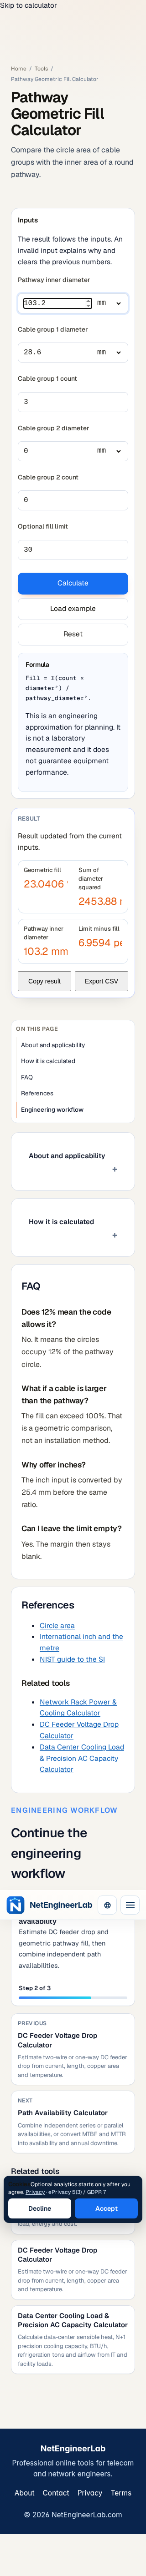 Skip to calculator
Home / Tools /
Pathway Geometric Fill Calculator
Pathway
Geometric Fill
Calculator
Compare the circle area of cable
groups with the inner area of a round
pathway.
Inputs
The result follows the inputs. An
invalid input explains why and
clears the previous numbers.
Pathway inner diameter
103.2 mm
Cable group 1 diameter
28.6 mm
Cable group 1 count
3
Cable group 2 diameter
0 mm
Cable group 2 count
0
Optional fill limit
30
Calculate
Load example
Reset
Formula
Fill = Σ(count ×
diameter²) /
pathway_diameter².
This is an engineering
approximation for planning. It
is not a laboratory
measurement and it does
not guarantee equipment
performance.
RESULT
Result updated from the current
inputs.
Geometric fill
23.0406
Sum of
diameter
squared
2453.88
Pathway inner
diameter
103.2 mm
Limit minus fill
6.9594
Copy result
Export CSV
ON THIS PAGE
About and applicability
How it is calculated
FAQ
References
Engineering workflow
About and applicability
+
How it is calculated
+
FAQ
Does 12% mean the code
allows it?
No. It means the circles
occupy 12% of the pathway
circle.
What if a cable is larger
than the pathway?
The fill can exceed 100%. That
is a geometric comparison,
not an installation method.
Why offer inches?
The inch input is converted by
25.4 mm before the same
ratio.
Can I leave the limit empty?
Yes. The margin then stays
blank.
References
Circle area
International inch and the
metre
NIST guide to the SI
Related tools
Network Rack Power &
Cooling Calculator
DC Feeder Voltage Drop
Calculator
Data Center Cooling Load
& Precision AC Capacity
Calculator
ENGINEERING WORKFLOW
Continue the
engineering
workflow
NetEngineerLab
availability
Estimate DC feeder drop and
geometric pathway fill, then
combine independent path
availabilities.
Step 2 of 3
PREVIOUS
DC Feeder Voltage Drop
Calculator
Estimate two-wire or one-way DC feeder
drop from current, length, copper area
and temperature.
NEXT
Path Availability Calculator
Combine independent series or parallel
availabilities, or convert MTBF and MTTR
into availability and annual downtime.
Related tools
Optional analytics starts only after you
agree. Privacy · ePrivacy 5(3) / GDPR 7
Decline
Accept
load, energy and cost.
DC Feeder Voltage Drop
Calculator
Estimate two-wire or one-way DC feeder
drop from current, length, copper area
and temperature.
Data Center Cooling Load &
Precision AC Capacity Calculator
Calculate data-center sensible heat, N+1
precision cooling capacity, BTU/h,
refrigeration tons and airflow from IT and
facility loads.
NetEngineerLab
Professional online tools for telecom
and network engineers.
About Contact Privacy Terms
© 2026 NetEngineerLab.com